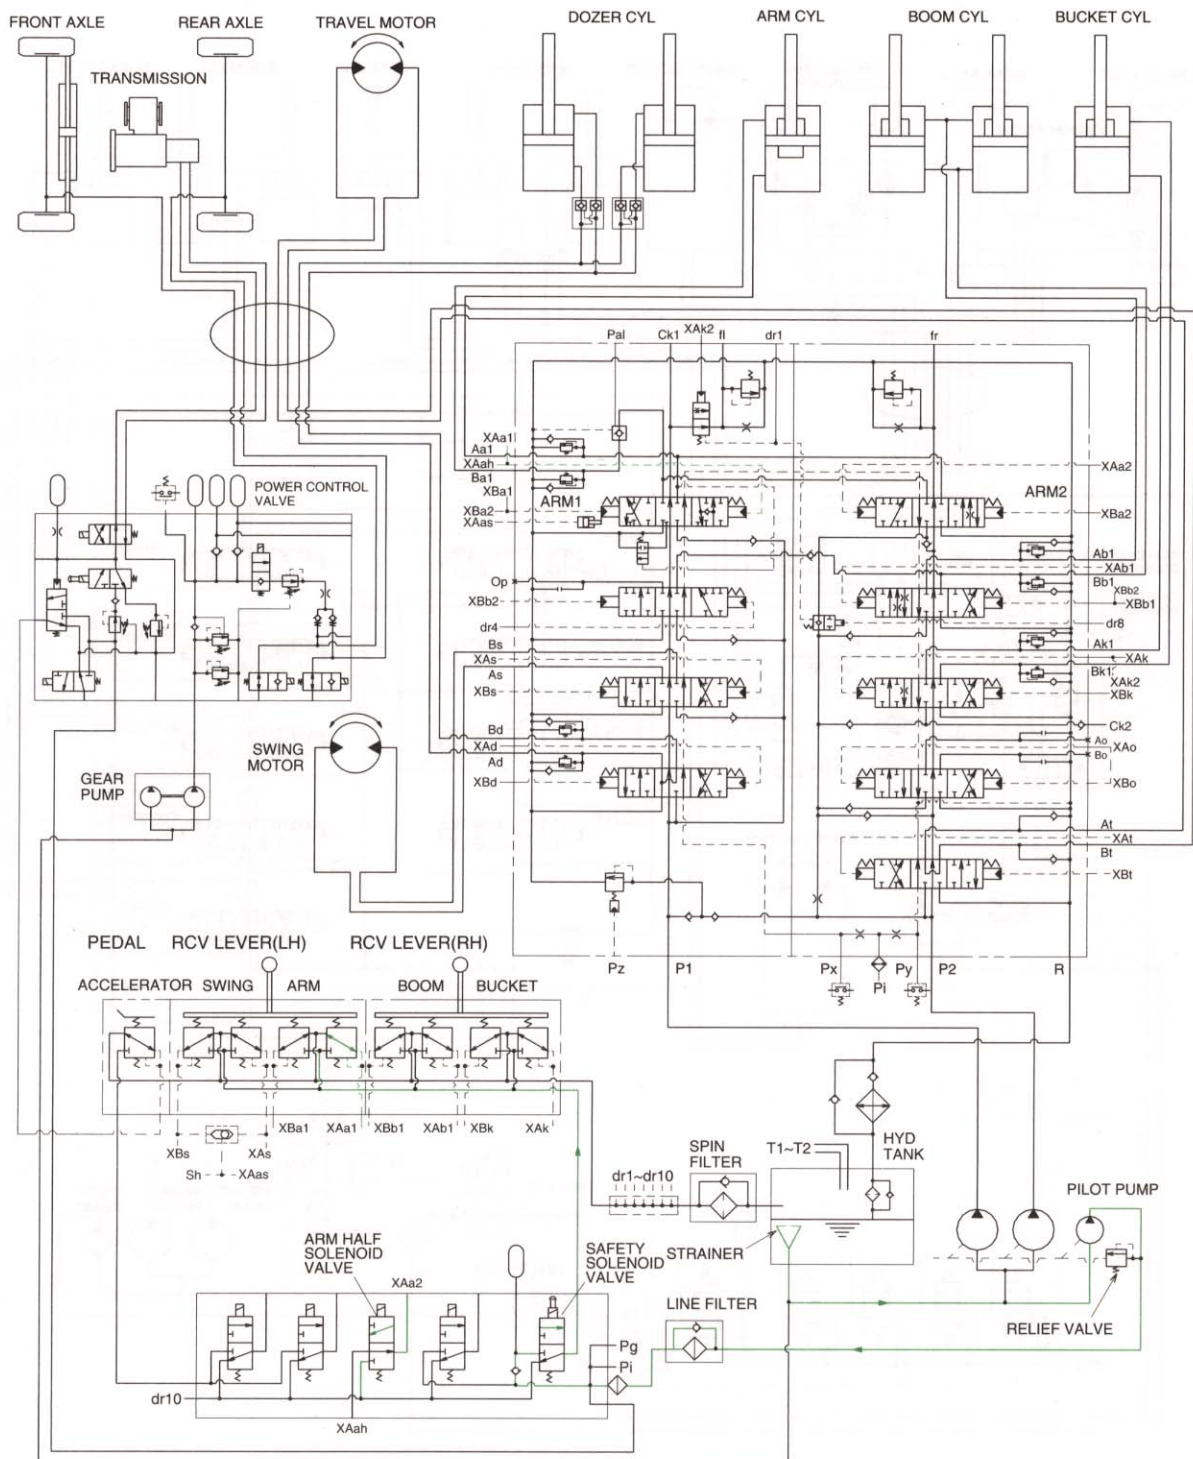 FRONT AXLE
REAR AXLE
TRAVEL MOTOR
DOZER CYL
ARM CYL
BOOM CYL
BUCKET CYL
TRANSMISSION
Pal
Ck1
XAk2
fl
dr1
fr
XAa1
Aa1
XAah
Ba1
XBa1
XBa2
XAas
ARM1
XAa2
ARM2
XBa2
POWER CONTROL
VALVE
Ab1
XAb1
Bb1
XBb2
XBb1
Op
XBb2
dr4
dr8
Bs
XAs
As
XBs
Ak1
XAk
Bk1
XAk2
XBk
Ck2
Bd
XAd
Ad
XBd
Ao
XAo
Bo
XBo
At
XAt
Bt
XBt
SWING
MOTOR
GEAR
PUMP
Pz
P1
Px
Pi
Py
P2
R
PEDAL
RCV LEVER(LH)
RCV LEVER(RH)
ACCELERATOR
SWING
ARM
BOOM
BUCKET
XBa1
XAa1
XBb1
XAb1
XBk
XAk
XBs
XAs
Sh
XAas
HYD
TANK
T1~T2
SPIN
FILTER
dr1~dr10
STRAINER
PILOT PUMP
RELIEF VALVE
LINE FILTER
ARM HALF
SOLENOID
VALVE
XAa2
SAFETY
SOLENOID
VALVE
Pg
Pi
dr10
XAah